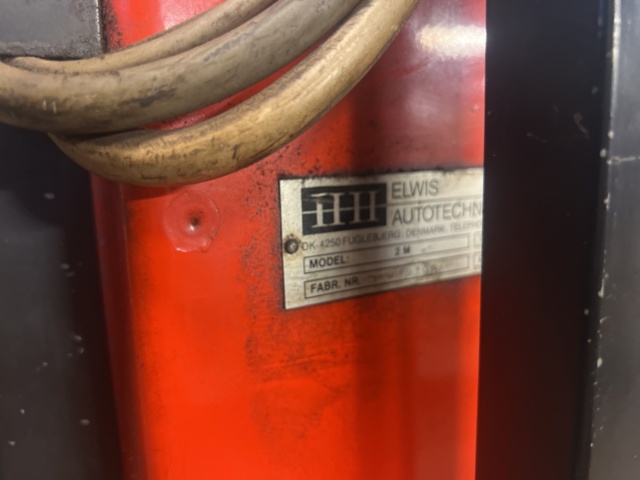 ELWIS
AUTOTECHN
DK-4250 FUGLEBJERG, DENMARK. TELEPH
MODEL: 2 M
FABR. NR.